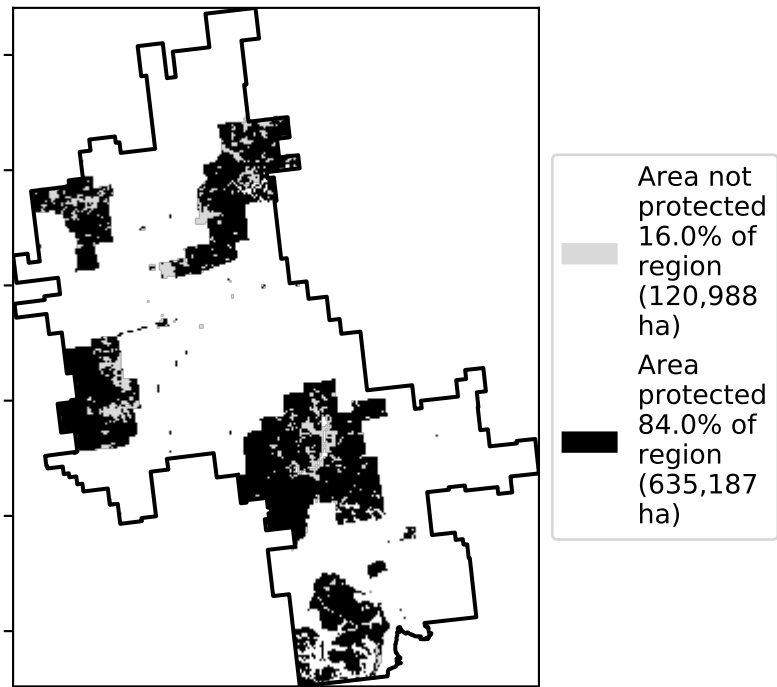 Area not
protected
16.0% of
region
(120,988
ha)
Area
protected
84.0% of
region
(635,187
ha)